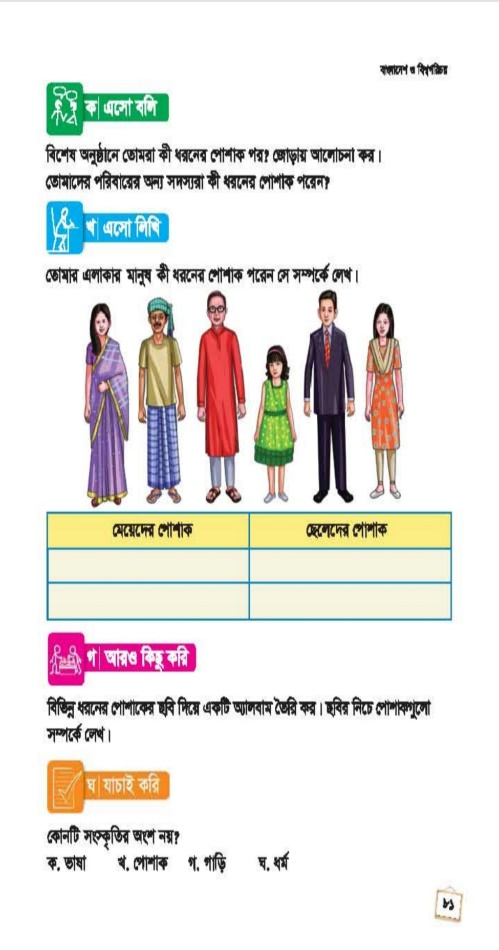 বাংলাদেশ ও বিশ্বপরিচয়
ক এসো বলি
বিশেষ অনুষ্ঠানে তোমরা কী ধরনের পোশাক পর? জোড়ায় আলোচনা কর।
তোমাদের পরিবারের অন্য সদস্যরা কী ধরনের পোশাক পরেন?
খ এসো লিখি
তোমার এলাকার মানুষ কী ধরনের পোশাক পরেন সে সম্পর্কে লেখ।
মেয়েদের পোশাক ছেলেদের পোশাক
গ আরও কিছু করি
বিভিন্ন ধরনের পোশাকের ছবি দিয়ে একটি অ্যালবাম তৈরি কর। ছবির নিচে পোশাকগুলো
সম্পর্কে লেখ।
ঘ যাচাই করি
কোনটি সংস্কৃতির অংশ নয়?
ক. ভাষা খ. পোশাক গ. গাড়ি ঘ. ধর্ম
৮১